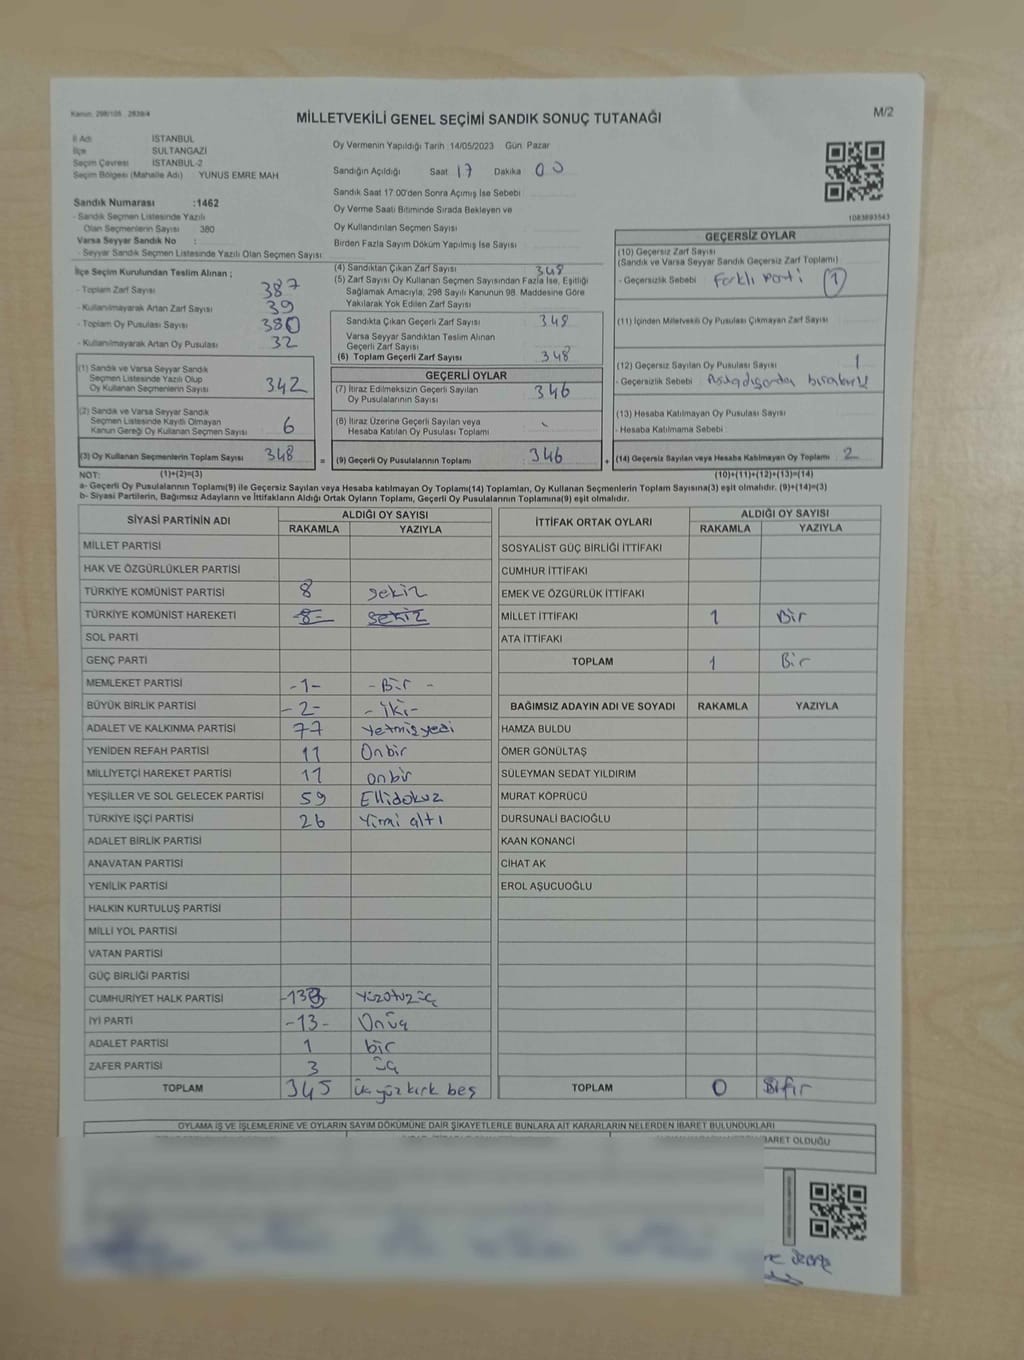 Kanun: 298/105 , 2839/4
MİLLETVEKİLİ GENEL SEÇİMİ SANDIK SONUÇ TUTANAĞI
M/2
İl Adı İSTANBUL
İlçe SULTANGAZİ
Seçim Çevresi İSTANBUL-2
Seçim Bölgesi (Mahalle Adı) YUNUS EMRE MAH
Sandık Numarası :1462
- Sandık Seçmen Listesinde Yazılı
Olan Seçmenlerin Sayısı 380
Varsa Seyyar Sandık No :
- Seyyar Sandık Seçmen Listesinde Yazılı Olan Seçmen Sayısı
Oy Vermenin Yapıldığı Tarih :14/05/2023 Gün Pazar
Sandığın Açıldığı Saat 17 Dakika 00
Sandık Saat 17:00'den Sonra Açımış İse Sebebi
Oy Verme Saati Bitiminde Sırada Bekleyen ve
Oy Kullandırılan Seçmen Sayısı
Birden Fazla Sayım Döküm Yapılmış İse Sayısı
1083893543
İlçe Seçim Kurulundan Teslim Alınan ;
- Toplam Zarf Sayısı 387
- Kullanılmayarak Artan Zarf Sayısı 39
- Toplam Oy Pusulası Sayısı 380
- Kullanılmayarak Artan Oy Pusulası 32
(1) Sandık ve Varsa Seyyar Sandık
Seçmen Listesinde Yazılı Olup
Oy Kullanan Seçmenlerin Sayısı 342
(2) Sandık ve Varsa Seyyar Sandık
Seçmen Listesinde Kayıtlı Olmayan
Kanun Gereği Oy Kullanan Seçmen Sayısı 6
(3) Oy Kullanan Seçmenlerin Toplam Sayısı 348
(4) Sandıktan Çıkan Zarf Sayısı 348
(5) Zarf Sayısı Oy Kullanan Seçmen Sayısından Fazla İse, Eşitliği
Sağlamak Amacıyla, 298 Sayılı Kanunun 98. Maddesine Göre
Yakılarak Yok Edilen Zarf Sayısı
Sandıkta Çıkan Geçerli Zarf Sayısı 348
Varsa Seyyar Sandıktan Teslim Alınan
Geçerli Zarf Sayısı
(6) Toplam Geçerli Zarf Sayısı 348
GEÇERLİ OYLAR
(7) İtiraz Edilmeksizin Geçerli Sayılan
Oy Pusulalarının Sayısı 346
(8) İtiraz Üzerine Geçerli Sayılan veya
Hesaba Katılan Oy Pusulası Toplamı -
= (9) Geçerli Oy Pusulalarının Toplamı 346
GEÇERSİZ OYLAR
(10) Geçersiz Zarf Sayısı
(Sandık ve Varsa Seyyar Sandık Geçersiz Zarf Toplamı)
- Geçersizlik Sebebi Farklı parti 1
(11) İçinden Milletvekili Oy Pusulası Çıkmayan Zarf Sayısı
(12) Geçersiz Sayılan Oy Pusulası Sayısı 1
- Geçersizlik Sebebi
(13) Hesaba Katılmayan Oy Pusulası Sayısı
- Hesaba Katılmama Sebebi :
+ (14) Geçersiz Sayılan veya Hesaba Katılmayan Oy Toplamı 2
NOT: (1)+(2)=(3) (10)+(11)+(12)+(13)=(14)
a- Geçerli Oy Pusulalarının Toplamı(9) ile Geçersiz Sayılan veya Hesaba Katılmayan Oy Toplamı(14) Toplamları, Oy Kullanan Seçmenlerin Toplam Sayısına(3) eşit olmalıdır. (9)+(14)=(3)
b- Siyasi Partilerin, Bağımsız Adayların ve İttifakların Aldığı Ortak Oyların Toplamı, Geçerli Oy Pusulalarının Toplamına(9) eşit olmalıdır.
SİYASİ PARTİNİN ADI ALDIĞI OY SAYISI
RAKAMLA YAZIYLA
MİLLET PARTİSİ
HAK VE ÖZGÜRLÜKLER PARTİSİ
TÜRKİYE KOMÜNİST PARTİSİ 8 sekiz
TÜRKİYE KOMÜNİST HAREKETİ 8 sekiz
SOL PARTİ
GENÇ PARTİ
MEMLEKET PARTİSİ -1- -Bir-
BÜYÜK BİRLİK PARTİSİ -2- -iki-
ADALET VE KALKINMA PARTİSİ 77 Yetmişyedi
YENİDEN REFAH PARTİSİ 11 Onbir
MİLLİYETÇİ HAREKET PARTİSİ 11 onbir
YEŞİLLER VE SOL GELECEK PARTİSİ 59 Ellidokuz
TÜRKİYE İŞÇİ PARTİSİ 26 Yirmi altı
ADALET BİRLİK PARTİSİ
ANAVATAN PARTİSİ
YENİLİK PARTİSİ
HALKIN KURTULUŞ PARTİSİ
MİLLİ YOL PARTİSİ
VATAN PARTİSİ
GÜÇ BİRLİĞİ PARTİSİ
CUMHURİYET HALK PARTİSİ -133 Yüzotuzüç
İYİ PARTİ -13- Onüç
ADALET PARTİSİ 1 bir
ZAFER PARTİSİ 3 üç
TOPLAM 345 üçyüz kırk beş
İTTİFAK ORTAK OYLARI ALDIĞI OY SAYISI
RAKAMLA YAZIYLA
SOSYALİST GÜÇ BİRLİĞİ İTTİFAKI
CUMHUR İTTİFAKI
EMEK VE ÖZGÜRLÜK İTTİFAKI
MİLLET İTTİFAKI 1 Bir
ATA İTTİFAKI
TOPLAM 1 Bir
BAĞIMSIZ ADAYIN ADI VE SOYADI RAKAMLA YAZIYLA
HAMZA BULDU
ÖMER GÖNÜLTAŞ
SÜLEYMAN SEDAT YILDIRIM
MURAT KÖPRÜCÜ
DURSUNALİ BACIOĞLU
KAAN KONANCİ
CİHAT AK
EROL AŞUCUOĞLU
TOPLAM 0 Sıfır
OYLAMA İŞ VE İŞLEMLERİNE VE OYLARIN SAYIM DÖKÜMÜNE DAİR ŞİKAYETLERLE BUNLARA AİT KARARLARIN NELERDEN İBARET BULUNDUKLARI
BARET OLDUĞU